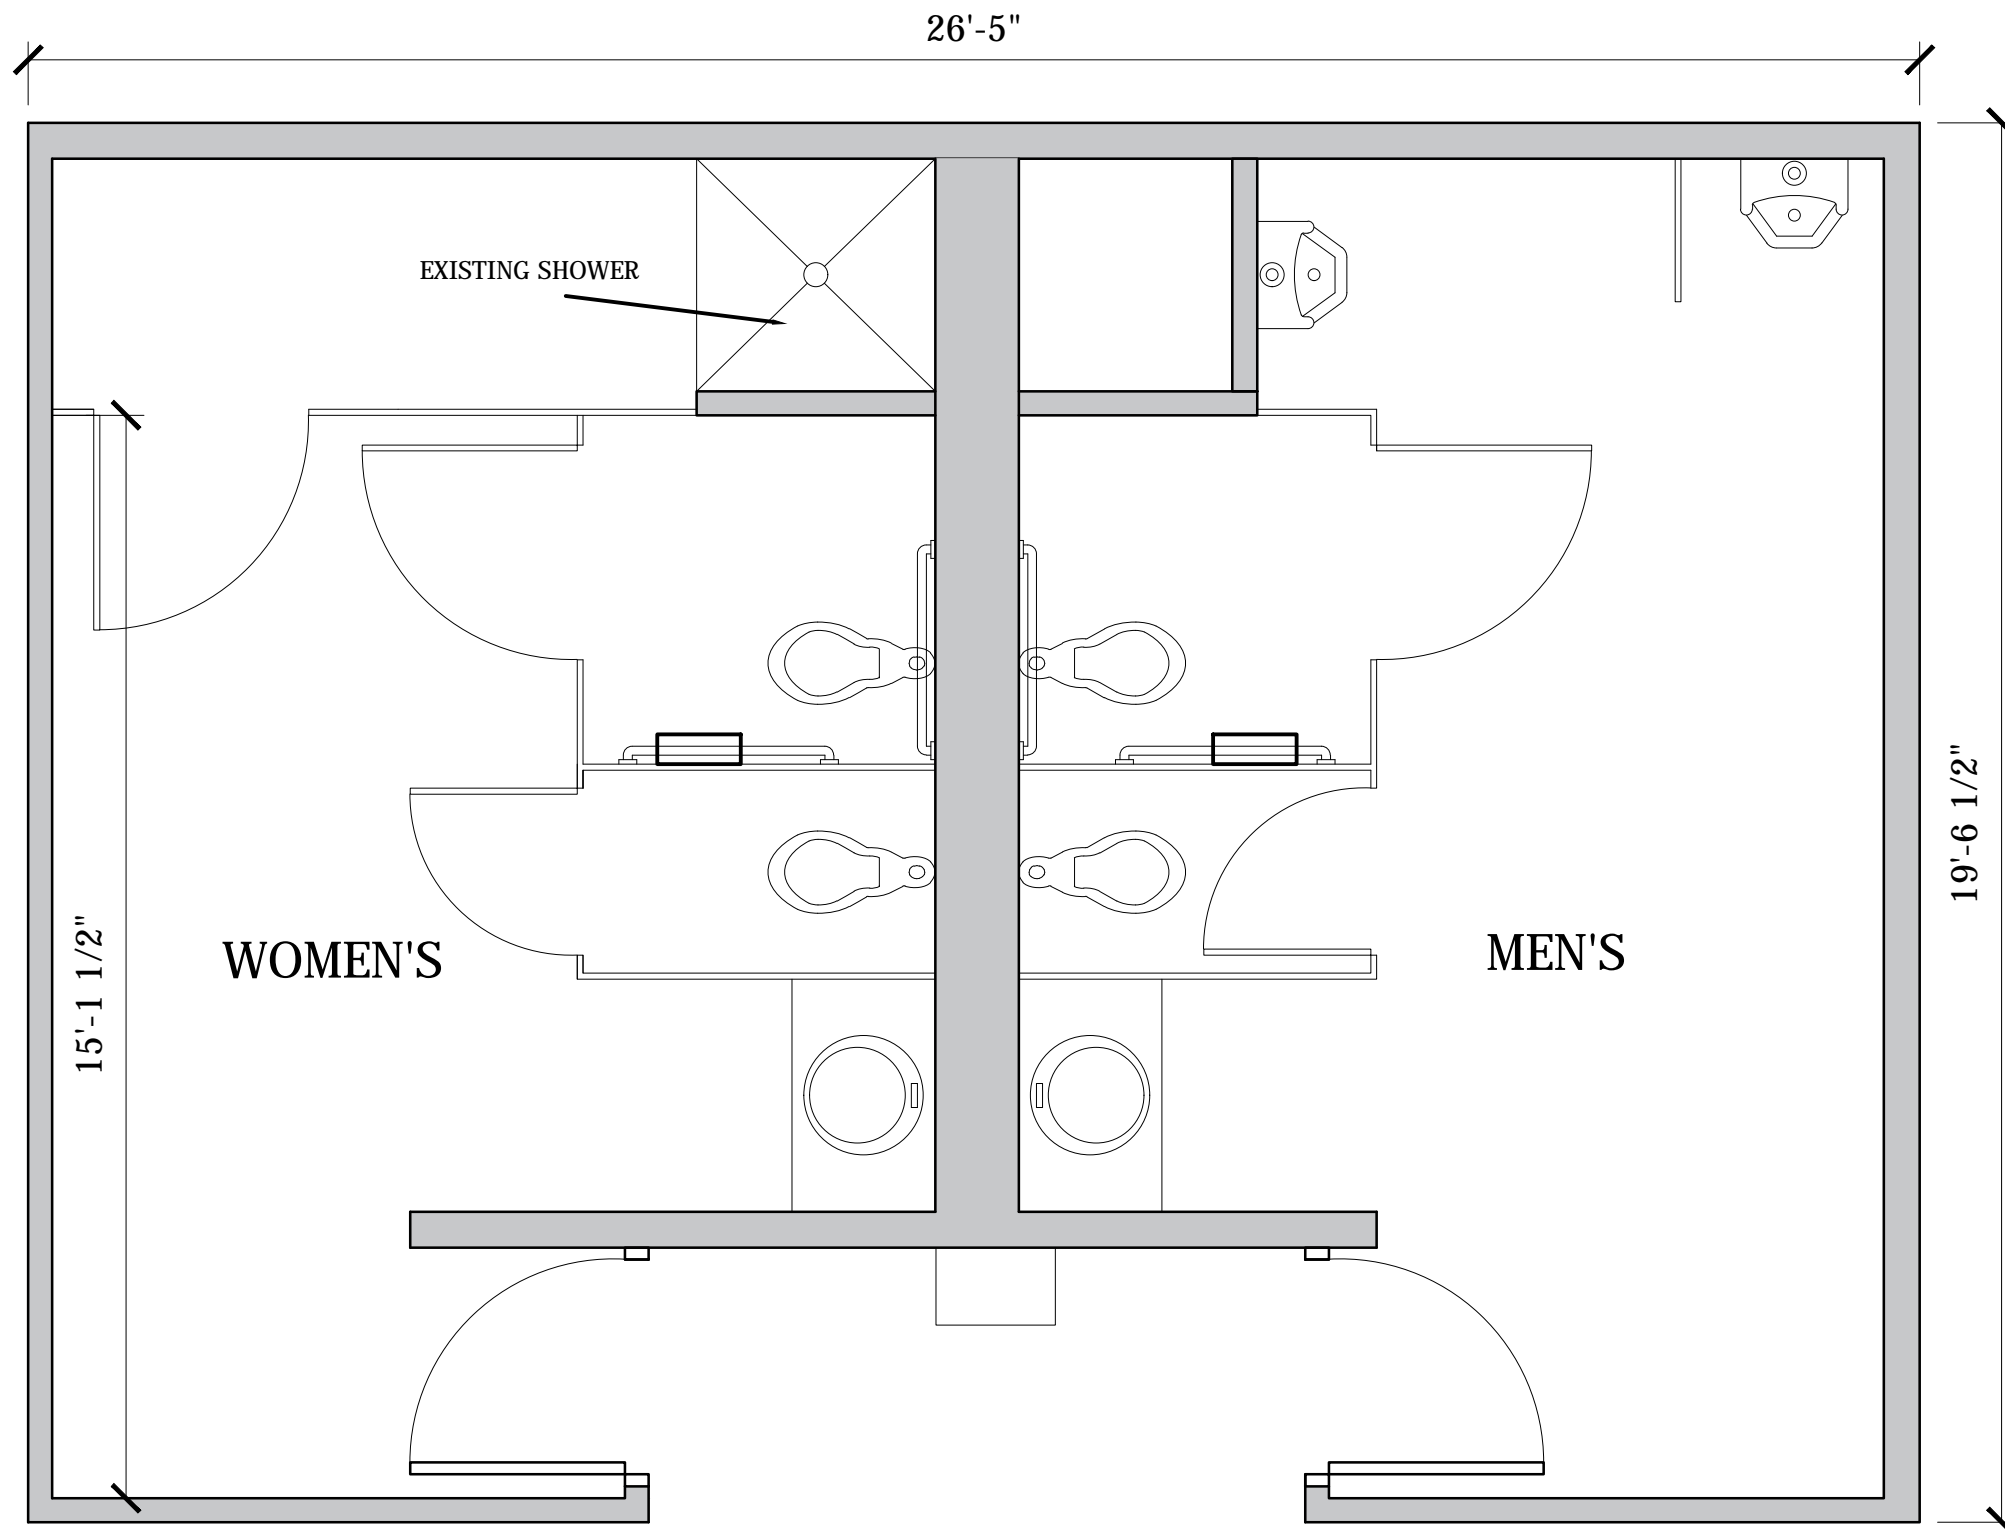 26'-5"
EXISTING SHOWER
19'-6 1/2"
15'-1 1/2"
WOMEN'S
MEN'S